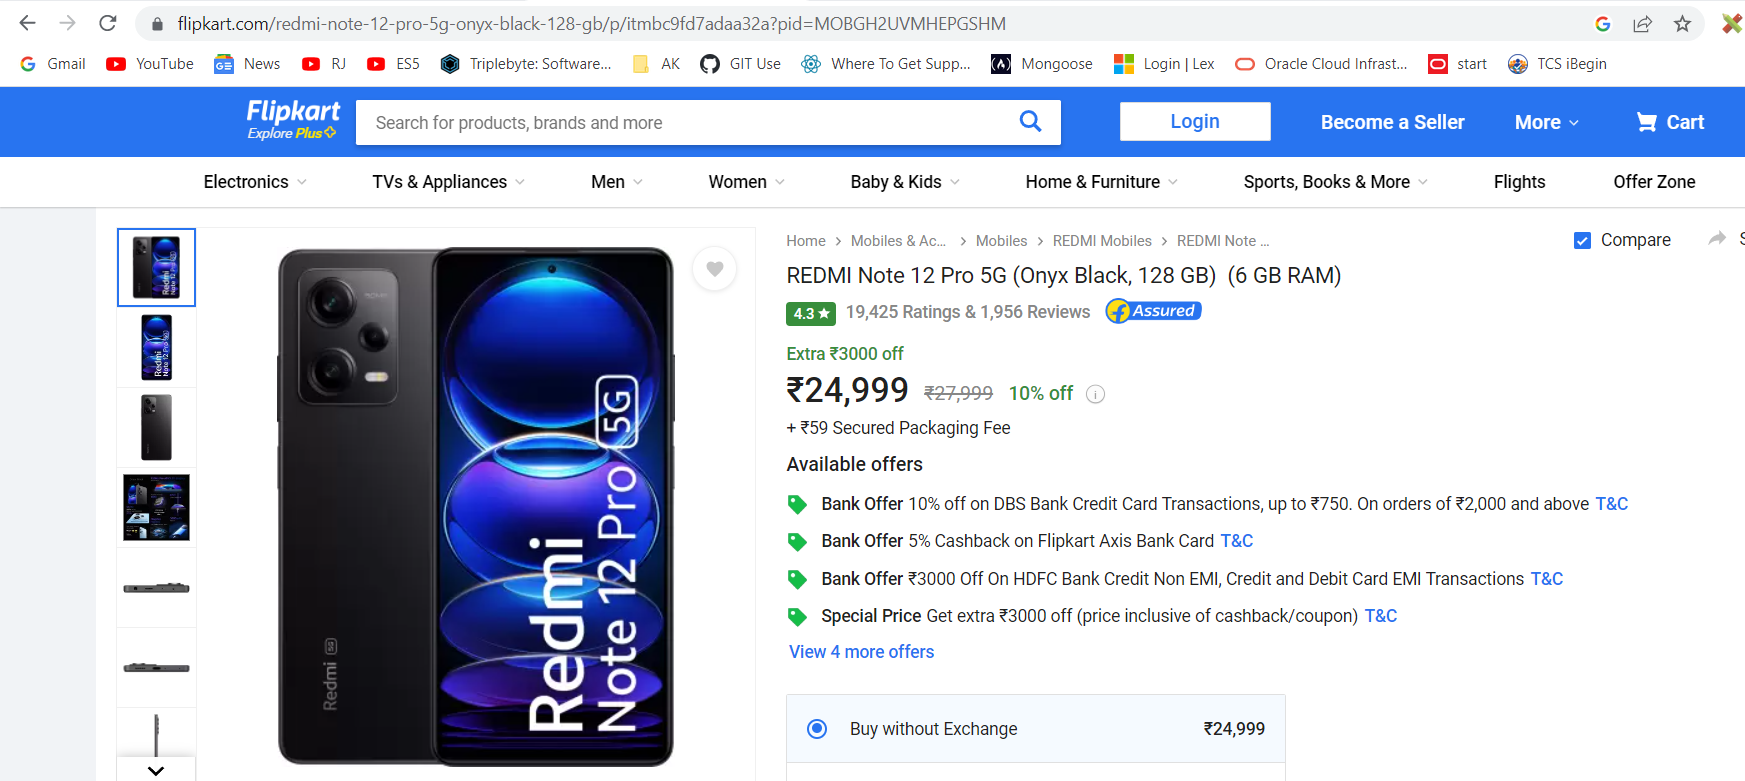 flipkart.com/redmi-note-12-pro-5g-onyx-black-128-gb/p/itmbc9fd7adaa32a?pid=MOBGH2UVMHEPGSHM
Gmail YouTube News RJ ES5 Triplebyte: Software... AK GIT Use Where To Get Supp... Mongoose Login | Lex Oracle Cloud Infrast... start TCS iBegin
Flipkart
Explore Plus
Search for products, brands and more
Login
Become a Seller
More
Cart
Electronics TVs & Appliances Men Women Baby & Kids Home & Furniture Sports, Books & More Flights Offer Zone
Redmi
Note 12 Pro 5G
Redmi 5G
Home > Mobiles & Ac... > Mobiles > REDMI Mobiles > REDMI Note ...
Compare
REDMI Note 12 Pro 5G (Onyx Black, 128 GB) (6 GB RAM)
4.3 ★ 19,425 Ratings & 1,956 Reviews f Assured
Extra ₹3000 off
₹24,999 ₹27,999 10% off i
+ ₹59 Secured Packaging Fee
Available offers
Bank Offer 10% off on DBS Bank Credit Card Transactions, up to ₹750. On orders of ₹2,000 and above T&C
Bank Offer 5% Cashback on Flipkart Axis Bank Card T&C
Bank Offer ₹3000 Off On HDFC Bank Credit Non EMI, Credit and Debit Card EMI Transactions T&C
Special Price Get extra ₹3000 off (price inclusive of cashback/coupon) T&C
View 4 more offers
Buy without Exchange ₹24,999